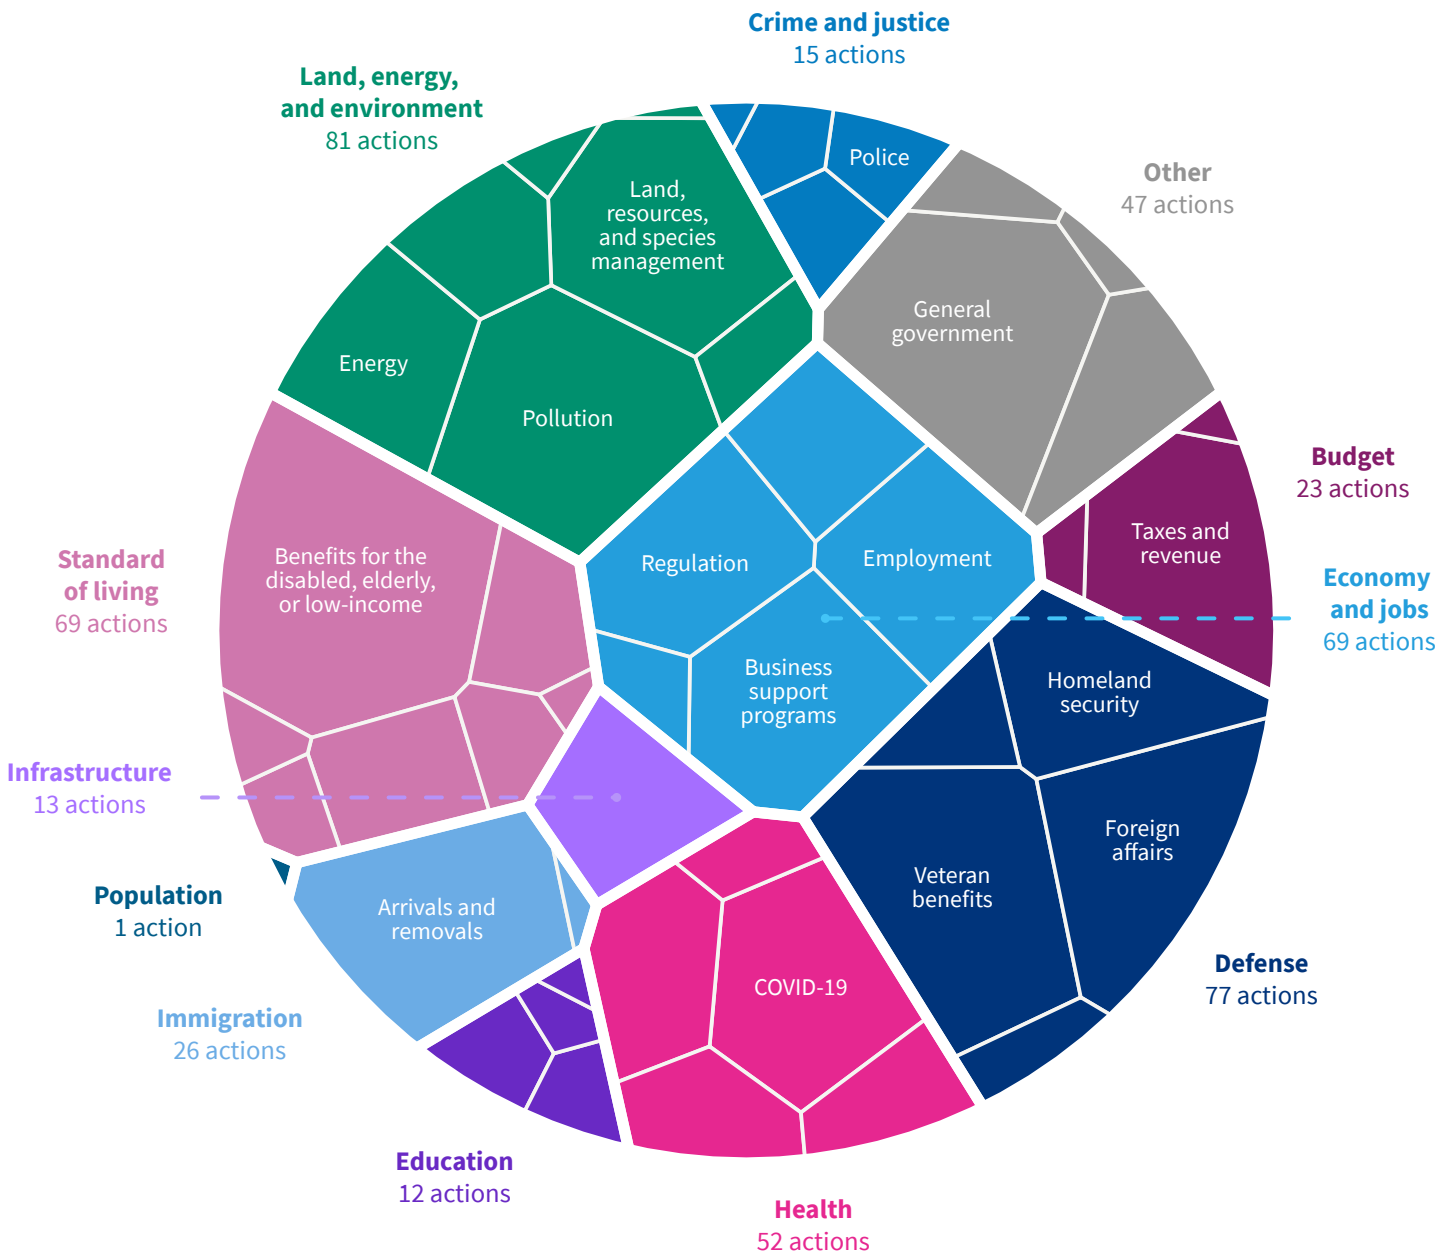 Crime and justice
15 actions
Land, energy,
and environment
81 actions
Police
Other
47 actions
Land,
resources,
and species
management
General
government
Energy
Pollution
Budget
23 actions
Taxes and
revenue
Standard
of living
69 actions
Benefits for the
disabled, elderly,
or low-income
Regulation
Employment
Economy
and jobs
69 actions
Business
support
programs
Homeland
security
Infrastructure
13 actions
Foreign
affairs
Veteran
benefits
Population
1 action
Arrivals and
removals
COVID-19
Defense
77 actions
Immigration
26 actions
Education
12 actions
Health
52 actions